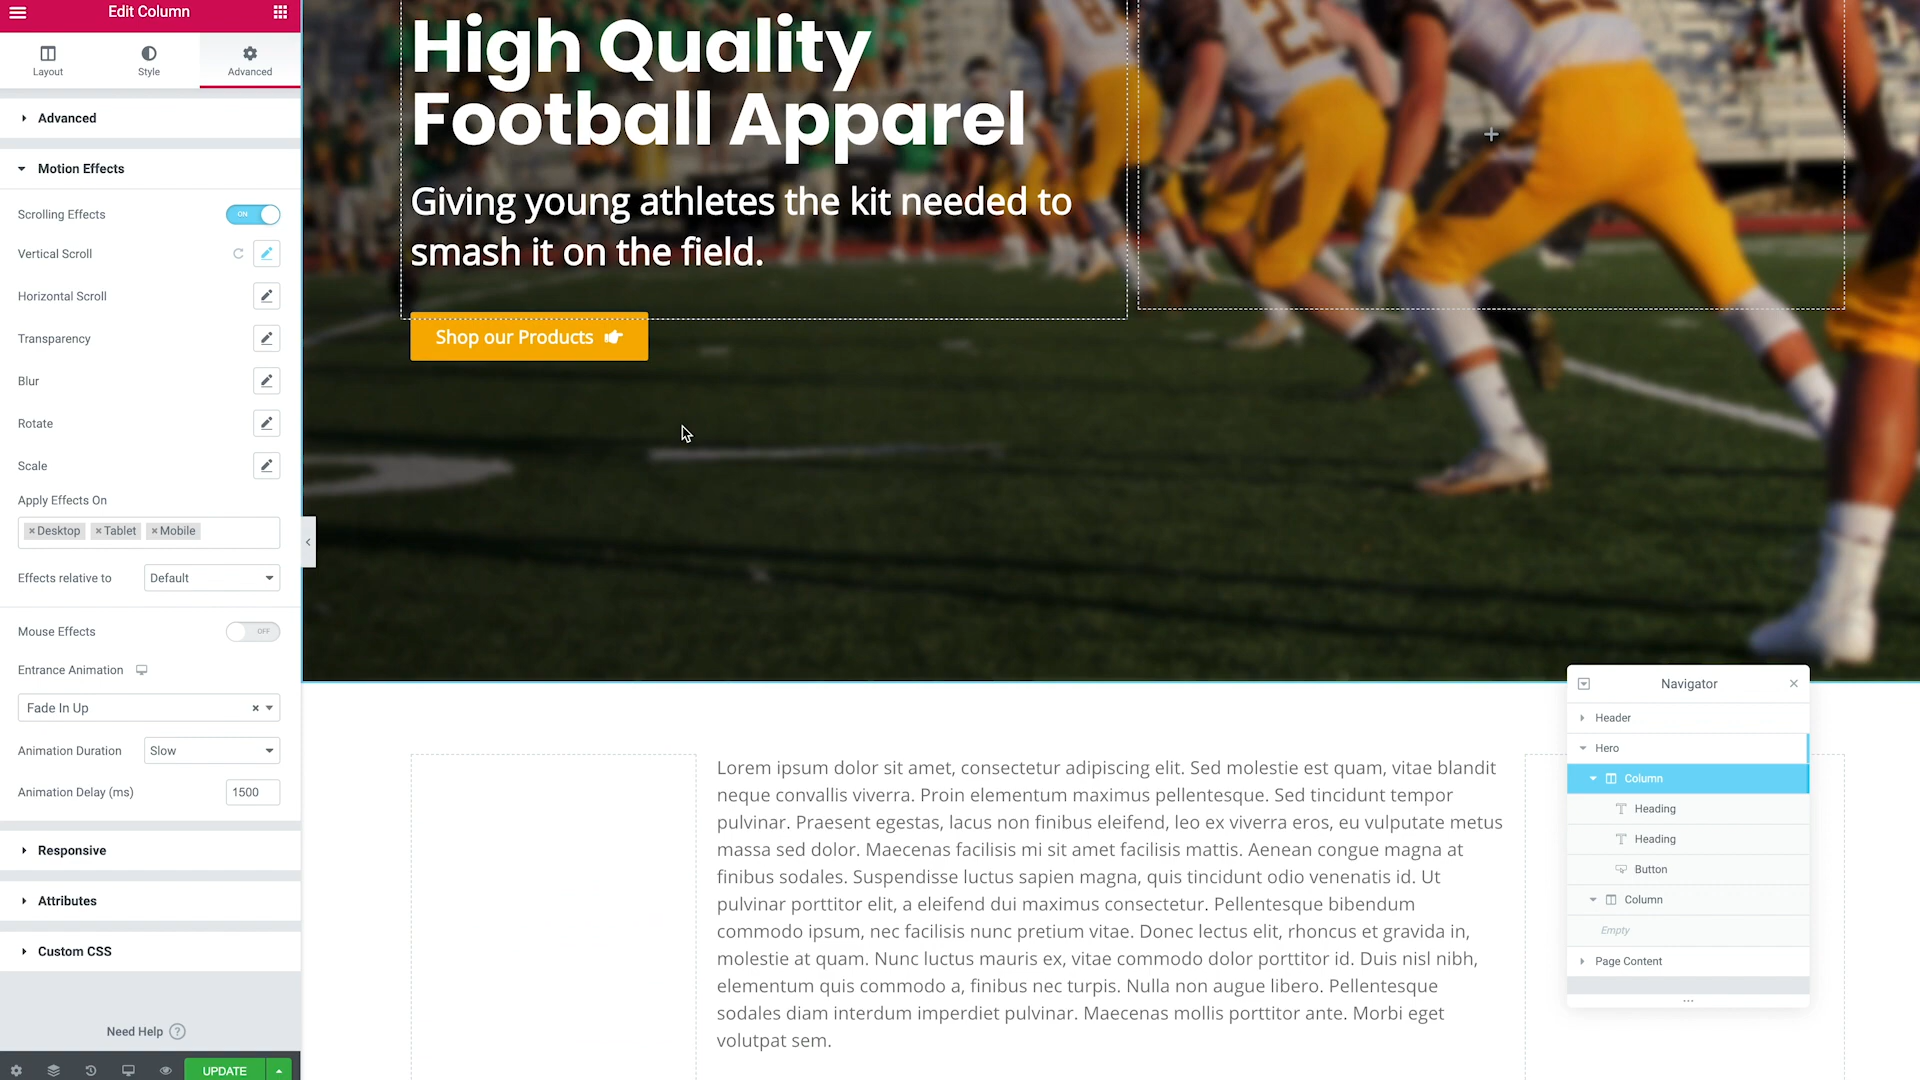 Edit Column
Layout
Style
Advanced
Advanced
Motion Effects
Scrolling Effects
ON
Vertical Scroll
Horizontal Scroll
Transparency
Blur
Rotate
Scale
Apply Effects On
× Desktop × Tablet × Mobile
Effects relative to Default
Mouse Effects
OFF
Entrance Animation
Fade In Up ×
Animation Duration Slow
Animation Delay (ms) 1500
Responsive
Attributes
Custom CSS
Need Help ?
UPDATE
High Quality
Football Apparel
Giving young athletes the kit needed to
smash it on the field.
Shop our Products
Lorem ipsum dolor sit amet, consectetur adipiscing elit. Sed molestie est quam, vitae blandit
neque convallis viverra. Proin elementum maximus pellentesque. Sed tincidunt tempor
pulvinar. Praesent egestas, lacus non finibus eleifend, leo ex viverra eros, eu vulputate metus
massa sed dolor. Maecenas facilisis mi sit amet facilisis mattis. Aenean congue magna at
finibus sodales. Suspendisse luctus sapien magna, quis tincidunt odio venenatis id. Ut
pulvinar porttitor elit, a eleifend dui maximus consectetur. Pellentesque bibendum
commodo ipsum, nec facilisis nunc pretium vitae. Donec lectus elit, rhoncus et gravida in,
molestie at quam. Nunc luctus mauris ex, vitae commodo dolor porttitor id. Duis nisl nibh,
elementum quis commodo a, finibus nec turpis. Nulla non augue libero. Pellentesque
sodales diam interdum imperdiet pulvinar. Maecenas mollis porttitor ante. Morbi eget
volutpat sem.
Navigator
Header
Hero
Column
Heading
Heading
Button
Column
Empty
Page Content